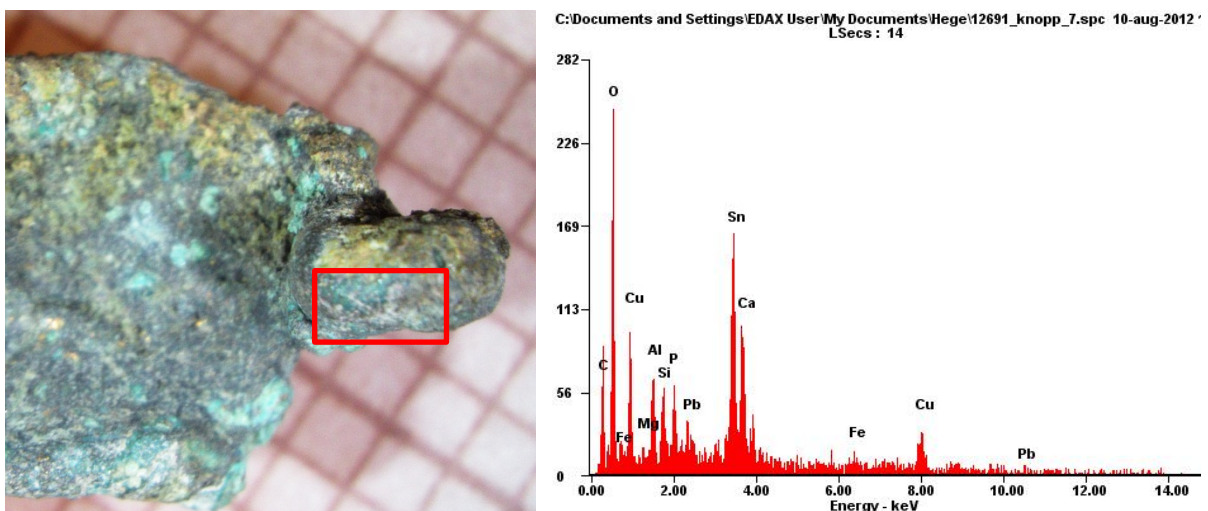 C:\Documents and Settings\EDAX User\My Documents\Hege\12691_knopp_7.spc 10-aug-2012
LSecs : 14
282
226
169
113
56
0
O
Cu
C
Fe
Mg
Al
Si
P
Pb
Sn
Ca
Fe
Cu
Pb
0.00 2.00 4.00 6.00 8.00 10.00 12.00 14.00
Energy - keV